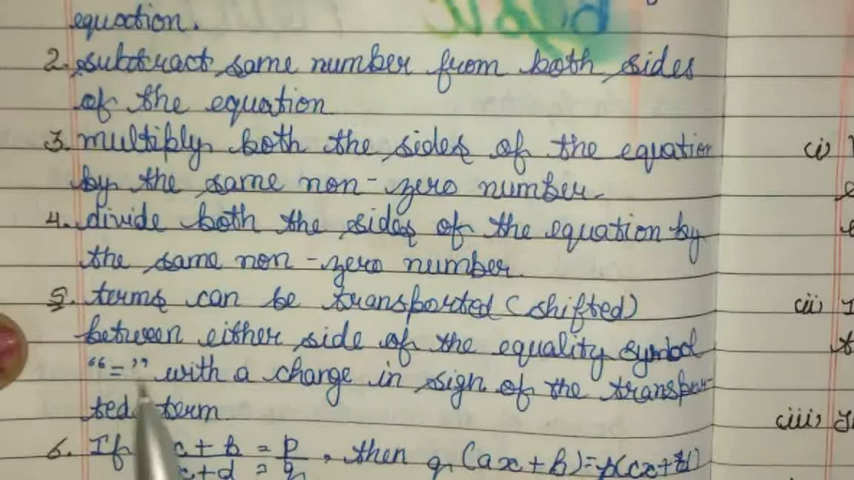 equation.
2. subtract same number from both sides
of the equation
3. multiply both the sides of the equation
by the same non-zero number.
4. divide both the sides of the equation by
the same non-zero number.
5. terms can be transported (shifted)
between either side of the equality symbol
"=" with a change in sign of the transpor-
ted term
6. If x + b = p , then q (ax+b)=p(cx+d)
x + d = q
(i)
(ii)
(iii)